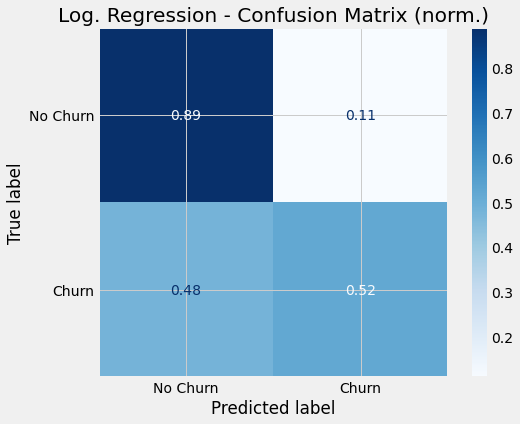 Log. Regression - Confusion Matrix (norm.)
No Churn
0.89
0.11
Churn
0.48
0.52
No Churn
Churn
Predicted label
True label
0.8
0.7
0.6
0.5
0.4
0.3
0.2